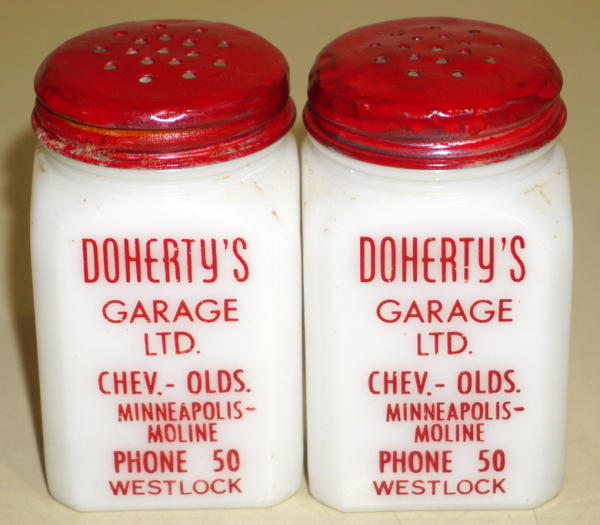 DOHERTY'S
GARAGE
LTD.
CHEV.- OLDS.
MINNEAPOLIS-
MOLINE
PHONE 50
WESTLOCK
DOHERTY'S
GARAGE
LTD.
CHEV.- OLDS.
MINNEAPOLIS-
MOLINE
PHONE 50
WESTLOCK